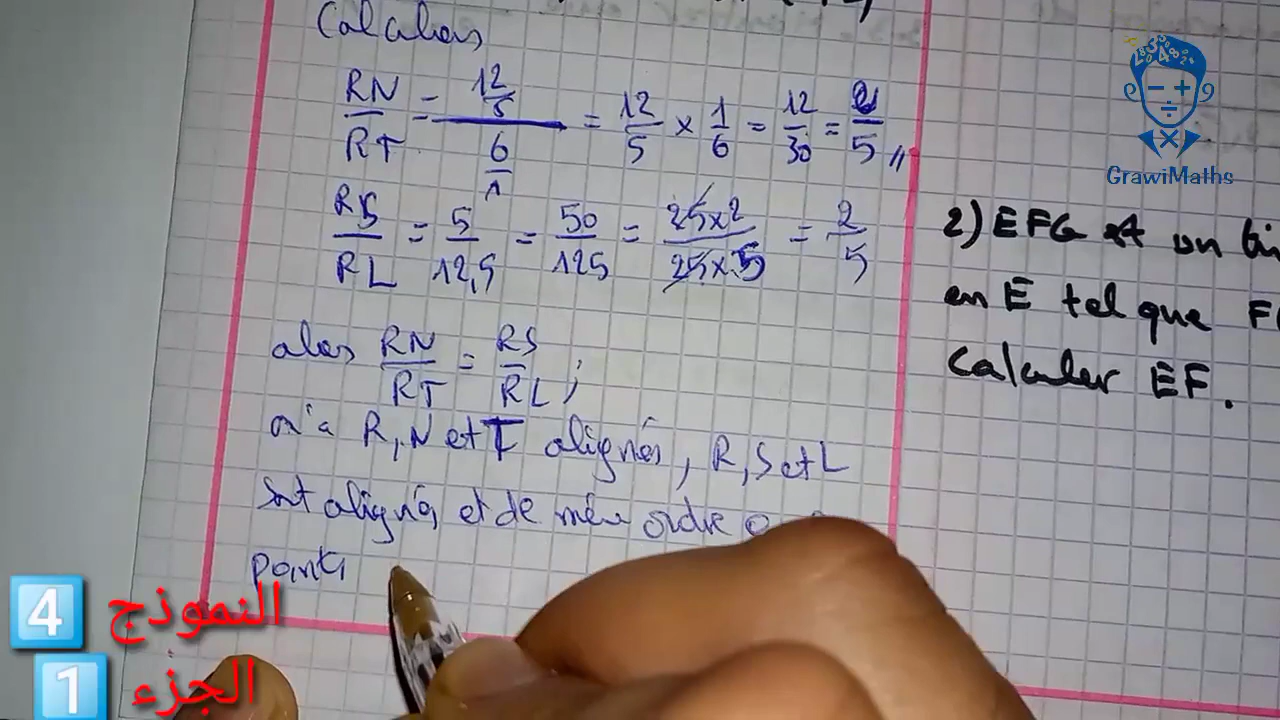 Calculons
RN/RT = (12/5)/(6/1) = 12/5 × 1/6 = 12/30 = 2/5 //
RS/RL = 5/12,5 = 50/125 = 25×2/25×5 = 2/5
alors RN/RT = RS/RL ;
on a R, N et T alignés, R, S et L
sont alignés et de même ordre
points
2) EFG est un
en E tel que
Calculer EF.
GrawiMaths
4 النموذج
1 الجزء